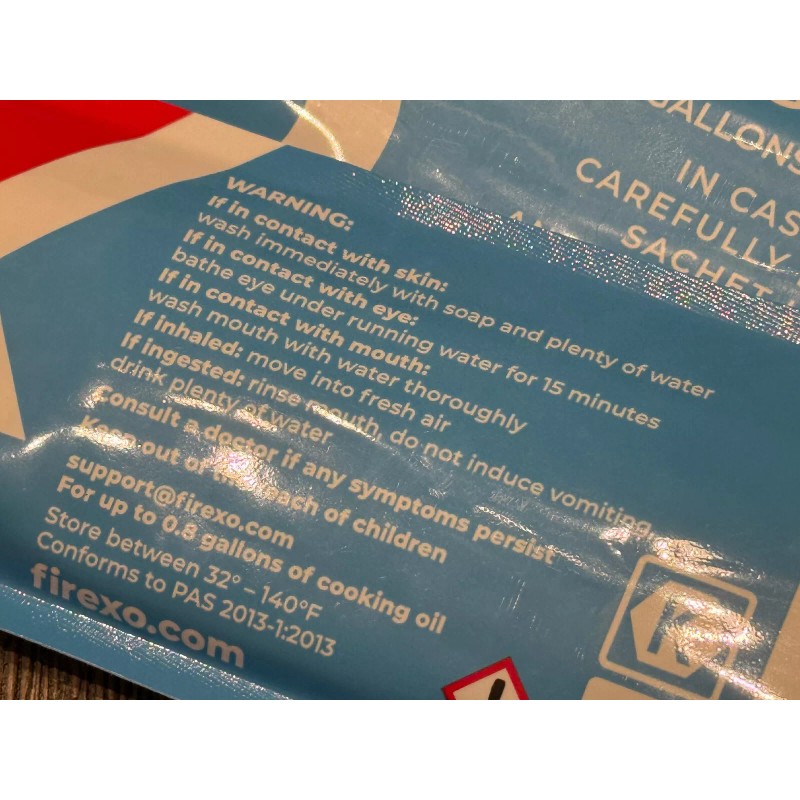 GALLONS
IN CAS
CAREFULLY
SACHET
WARNING:
If in contact with skin:
wash immediately with soap and plenty of water
If in contact with eye:
bathe eye under running water for 15 minutes
If in contact with mouth:
wash mouth with water thoroughly
If inhaled: move into fresh air
If ingested: rinse mouth, do not induce vomiting,
drink plenty of water
Consult a doctor if any symptoms persist
Keep out of the reach of children
support@firexo.com
For up to 0.8 gallons of cooking oil
Store between 32° – 140°F
Conforms to PAS 2013-1:2013
firexo.com